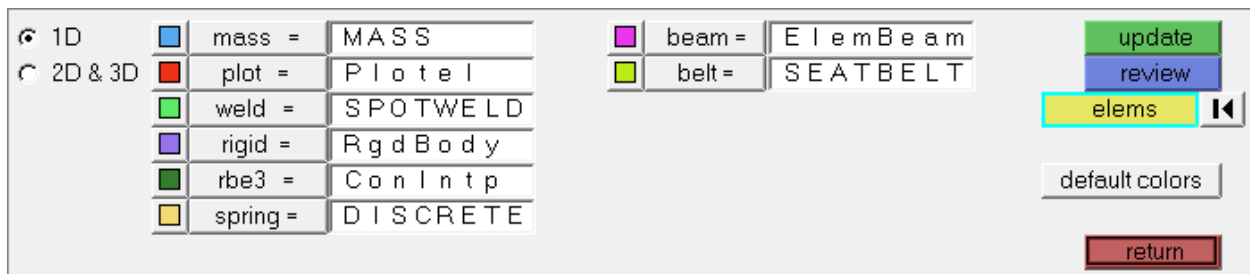 1D mass = MASS beam = ElemBeam update
2D & 3D plot = Plotel belt = SEATBELT review
weld = SPOTWELD elems
rigid = RgdBody
rbe3 = ConIntp default colors
spring = DISCRETE
return